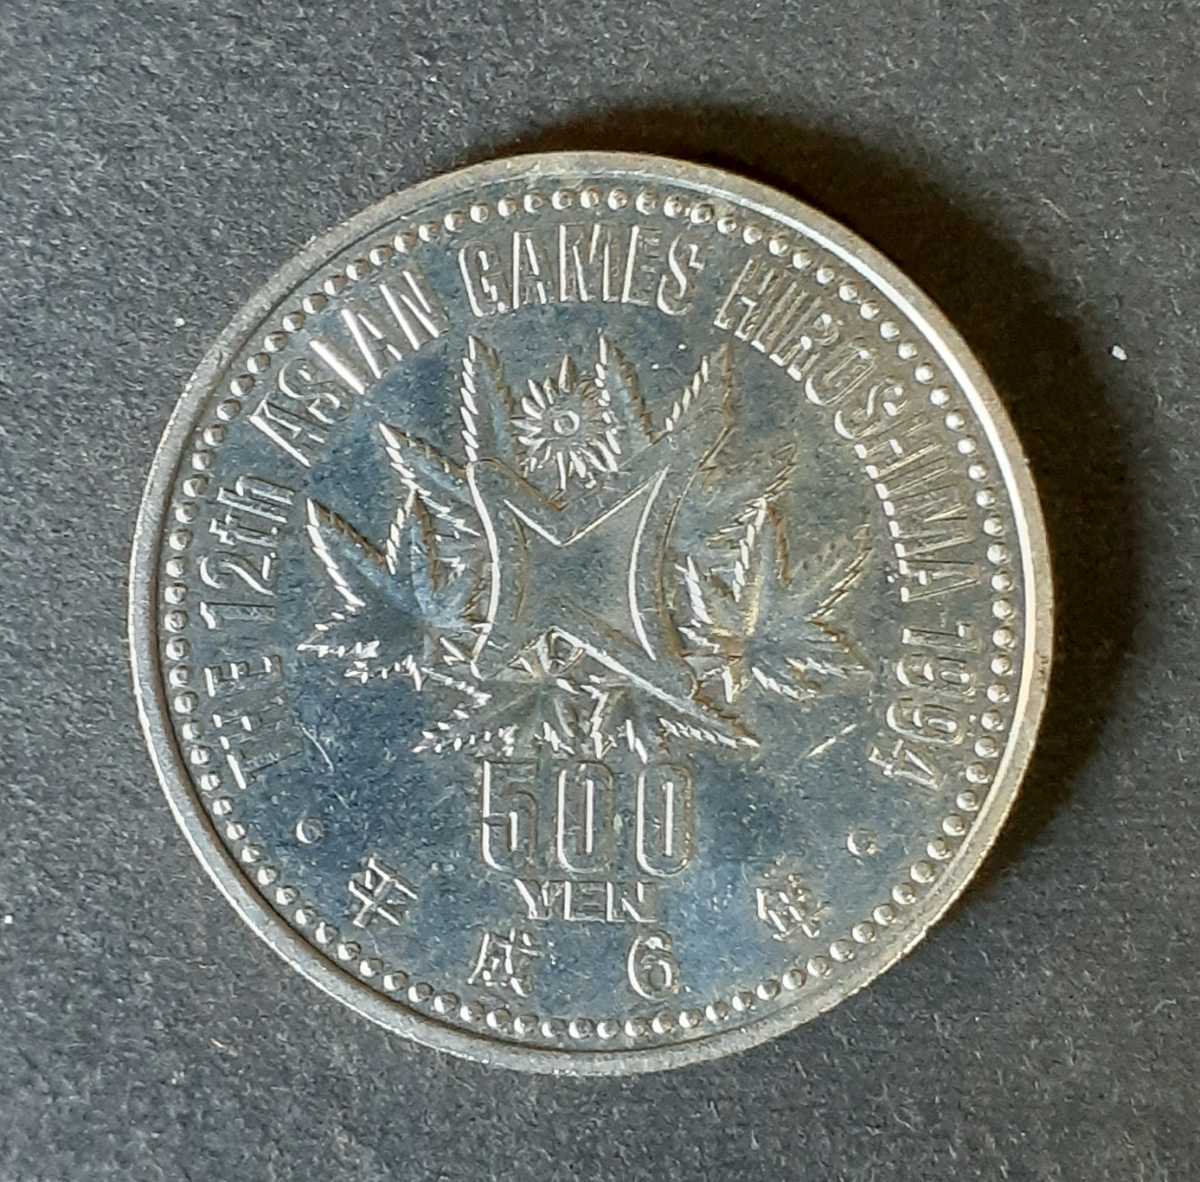 THE 12th ASIAN GAMES HIROSHIMA 1994
500
YEN
平成6年